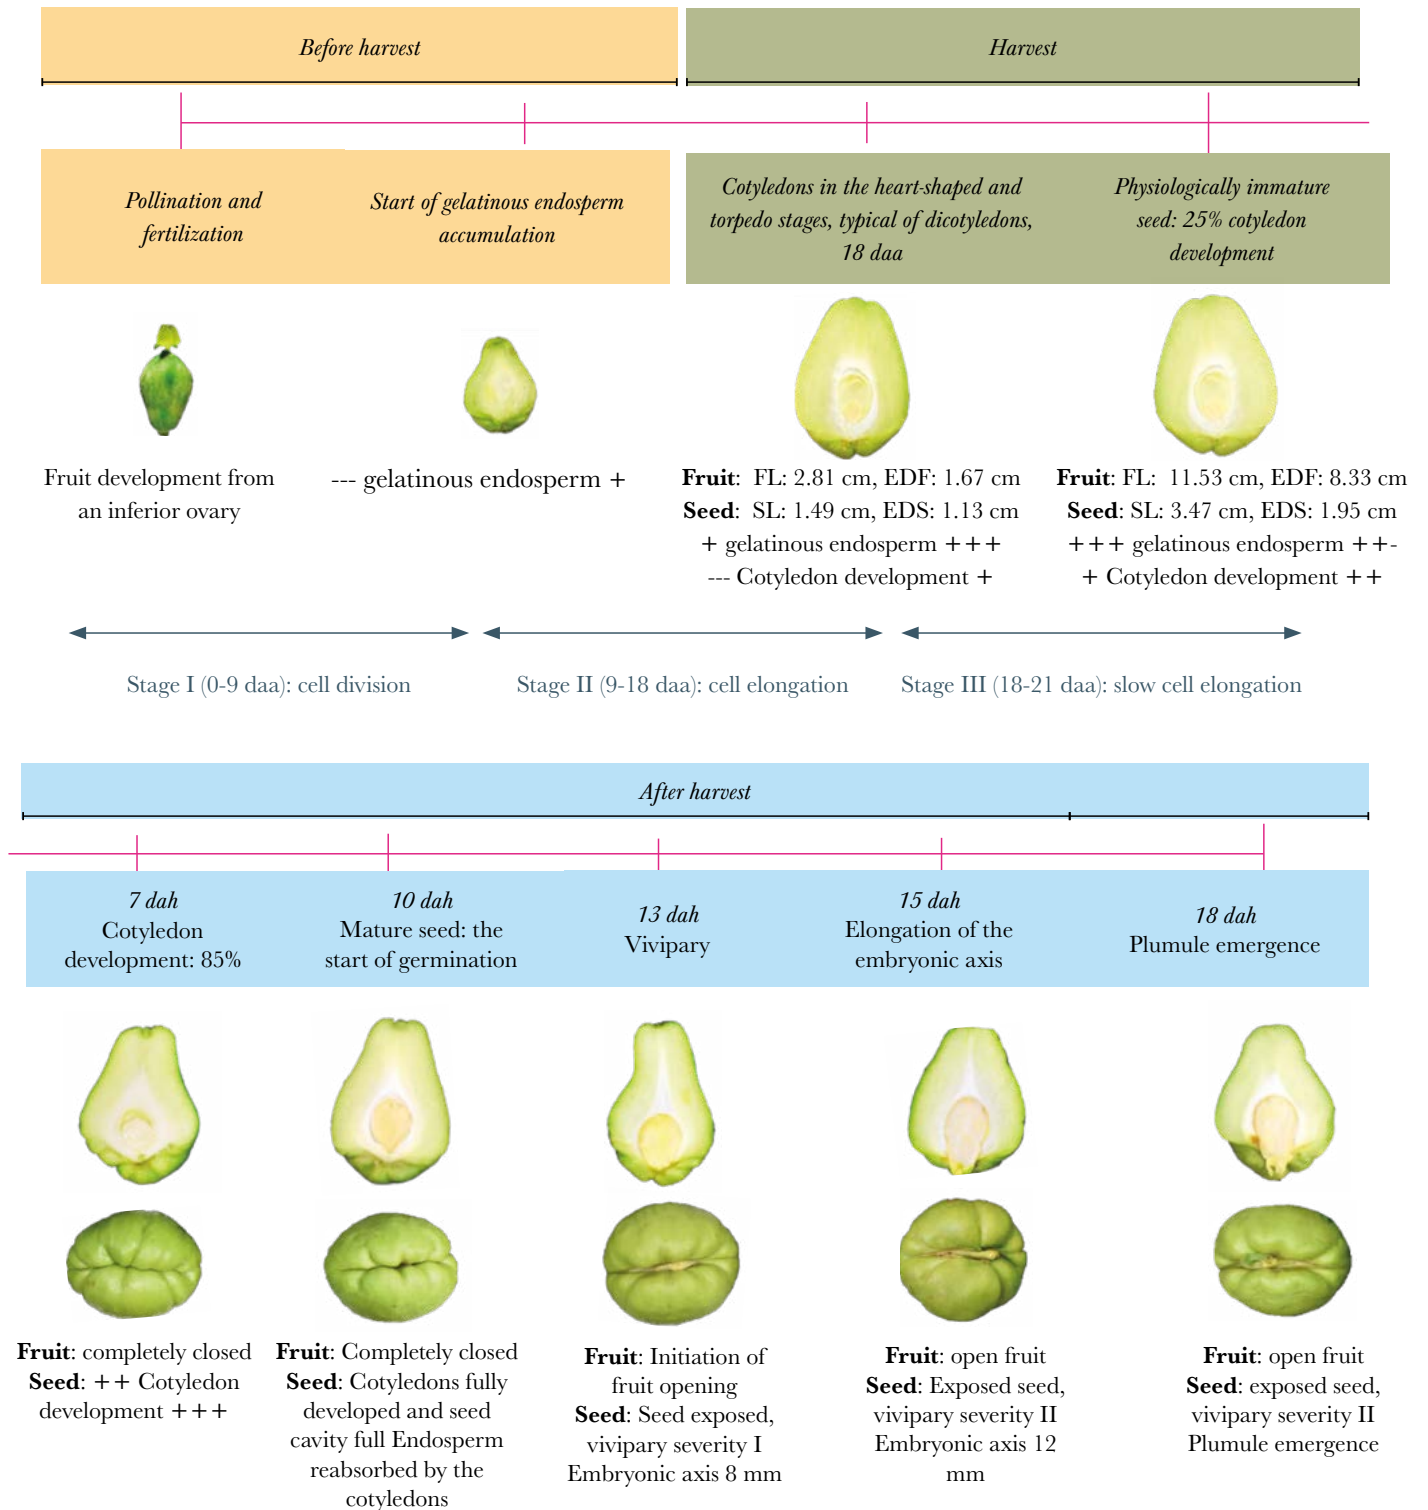 Before harvest
Harvest
Pollination and
fertilization
Start of gelatinous endosperm
accumulation
Cotyledons in the heart-shaped and
torpedo stages, typical of dicotyledons,
18 daa
Physiologically immature
seed: 25% cotyledon
development
Fruit development from
an inferior ovary
--- gelatinous endosperm +
Fruit: FL: 2.81 cm, EDF: 1.67 cm
Seed: SL: 1.49 cm, EDS: 1.13 cm
+ gelatinous endosperm +++
--- Cotyledon development +
Fruit: FL: 11.53 cm, EDF: 8.33 cm
Seed: SL: 3.47 cm, EDS: 1.95 cm
+++ gelatinous endosperm ++-
+ Cotyledon development ++
Stage I (0-9 daa): cell division
Stage II (9-18 daa): cell elongation
Stage III (18-21 daa): slow cell elongation
After harvest
7 dah
Cotyledon
development: 85%
10 dah
Mature seed: the
start of germination
13 dah
Vivipary
15 dah
Elongation of the
embryonic axis
18 dah
Plumule emergence
Fruit: completely closed
Seed: ++ Cotyledon
development +++
Fruit: Completely closed
Seed: Cotyledons fully
developed and seed
cavity full Endosperm
reabsorbed by the
cotyledons
Fruit: Initiation of
fruit opening
Seed: Seed exposed,
vivipary severity I
Embryonic axis 8 mm
Fruit: open fruit
Seed: Exposed seed,
vivipary severity II
Embryonic axis 12
mm
Fruit: open fruit
Seed: exposed seed,
vivipary severity II
Plumule emergence